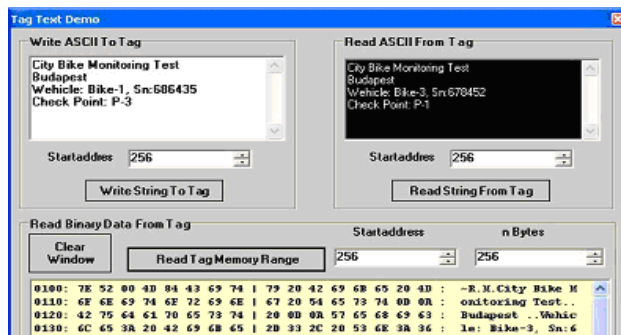 Tag Text Demo
Write ASCII To Tag
City Bike Monitoring Test
Budapest
Wehicle: Bike-1, Sn:686435
Check Point: P-3
Startaddres 256
Write String To Tag
Read ASCII From Tag
City Bike Monitoring Test
Budapest
Wehicle: Bike-3, Sn:678452
Check Point: P-1
Startaddres 256
Read String From Tag
Read Binary Data From Tag
Clear
Window
Read Tag Memory Range
Startaddres
256
n Bytes
256
0100: 7E 52 00 4D 84 43 69 74 | 79 20 42 69 6B 65 20 4D : ~R.M.City Bike M
0110: 6F 6E 69 74 6F 72 69 6E | 67 20 54 65 73 74 0D 0A : onitoring Test..
0120: 42 75 64 61 70 65 73 74 | 20 0D 0A 57 65 68 69 63 : Budapest ..Wehic
0130: 6C 65 3A 20 42 69 6B 65 | 2D 33 2C 20 53 6E 3A 36 : le: Bike-3, Sn:6